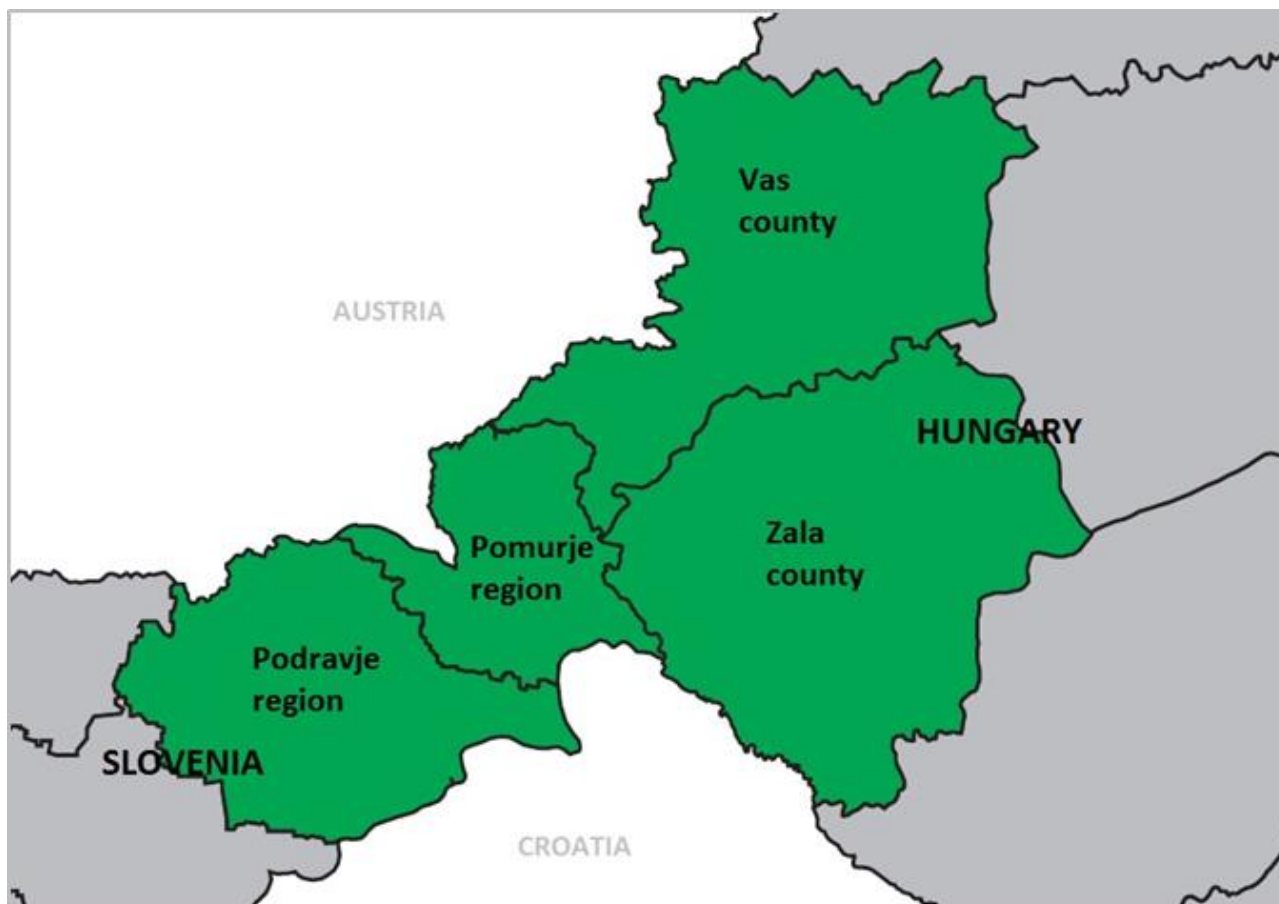 Vas
county
AUSTRIA
HUNGARY
Pomurje
region
Zala
county
Podravje
region
SLOVENIA
CROATIA